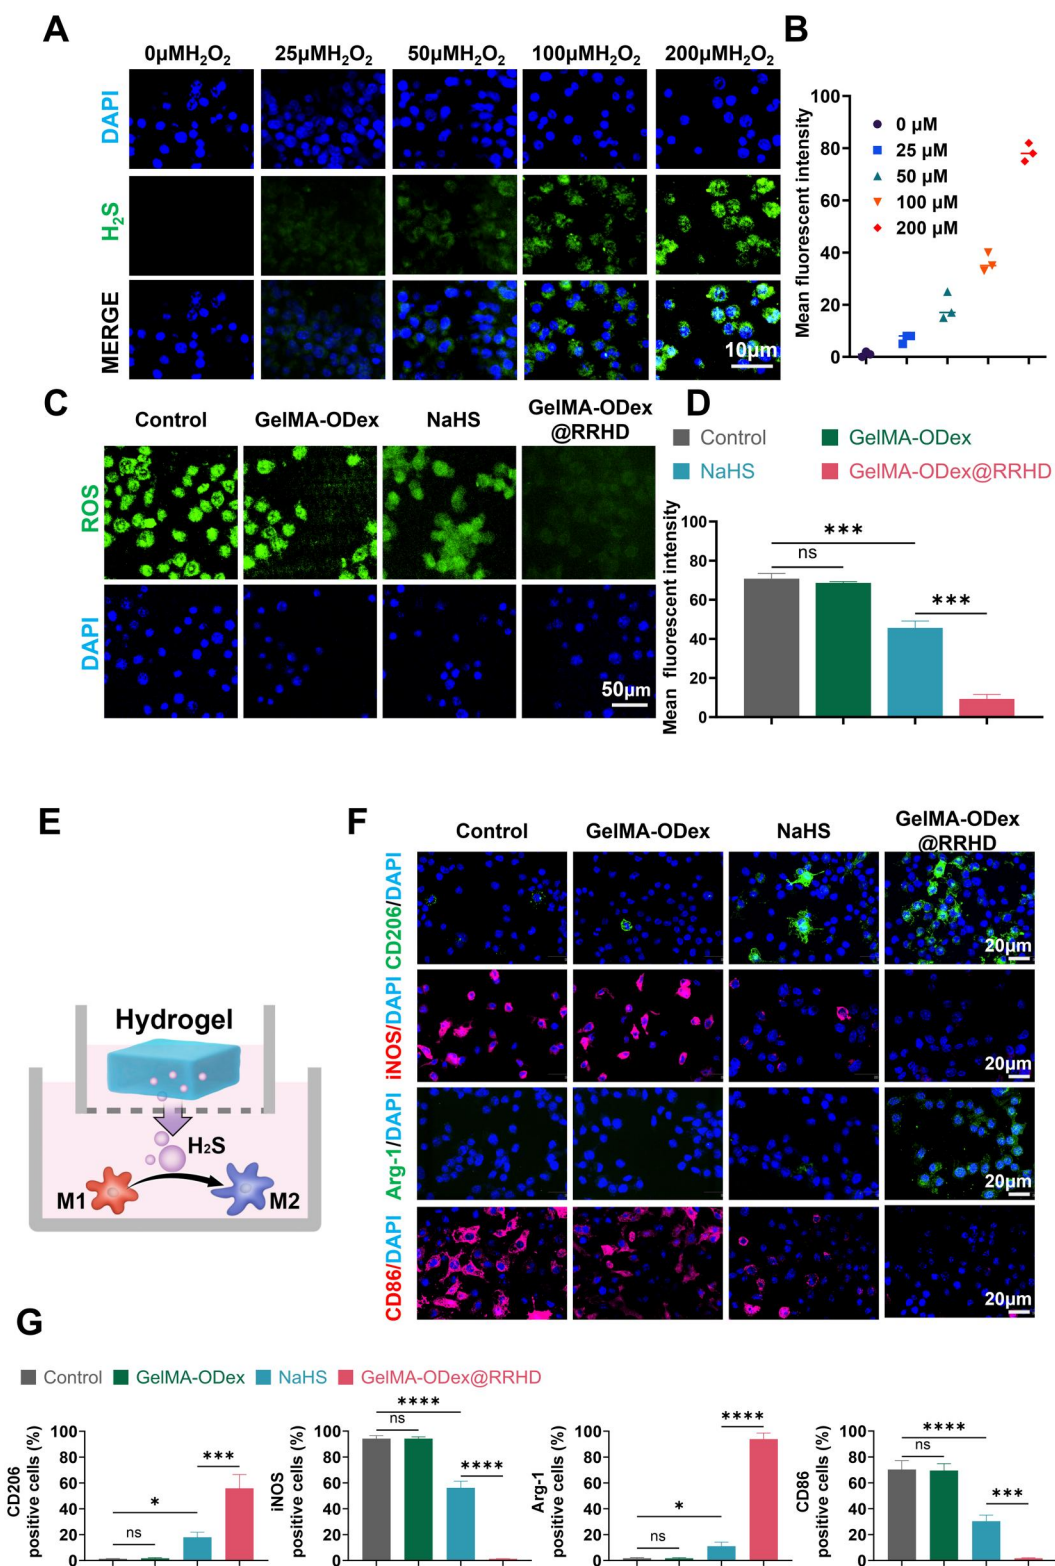 A
0μMH₂O₂ 25μMH₂O₂ 50μMH₂O₂ 100μMH₂O₂ 200μMH₂O₂
DAPI
H₂S
MERGE
10μm
B
Mean fluorescent intensity
100
80
60
40
20
0
0 μM
25 μM
50 μM
100 μM
200 μM
C
Control GelMA-ODex NaHS GelMA-ODex
@RRHD
ROS
DAPI
50μm
D
Control GelMA-ODex
NaHS GelMA-ODex@RRHD
Mean fluorescent intensity
100
80
60
40
20
0
***
ns
***
E
Hydrogel
H₂S
M1 M2
F
Control GelMA-ODex NaHS GelMA-ODex
@RRHD
CD206/DAPI
20μm
iNOS/DAPI
20μm
Arg-1/DAPI
20μm
CD86/DAPI
20μm
G
Control GelMA-ODex NaHS GelMA-ODex@RRHD
CD206
positive cells (%)
100
80
60
40
20
0
ns
*
***
iNOS
positive cells (%)
100
80
60
40
20
0
****
ns
****
Arg-1
positive cells (%)
100
80
60
40
20
0
ns
*
****
CD86
positive cells (%)
100
80
60
40
20
0
****
ns
***